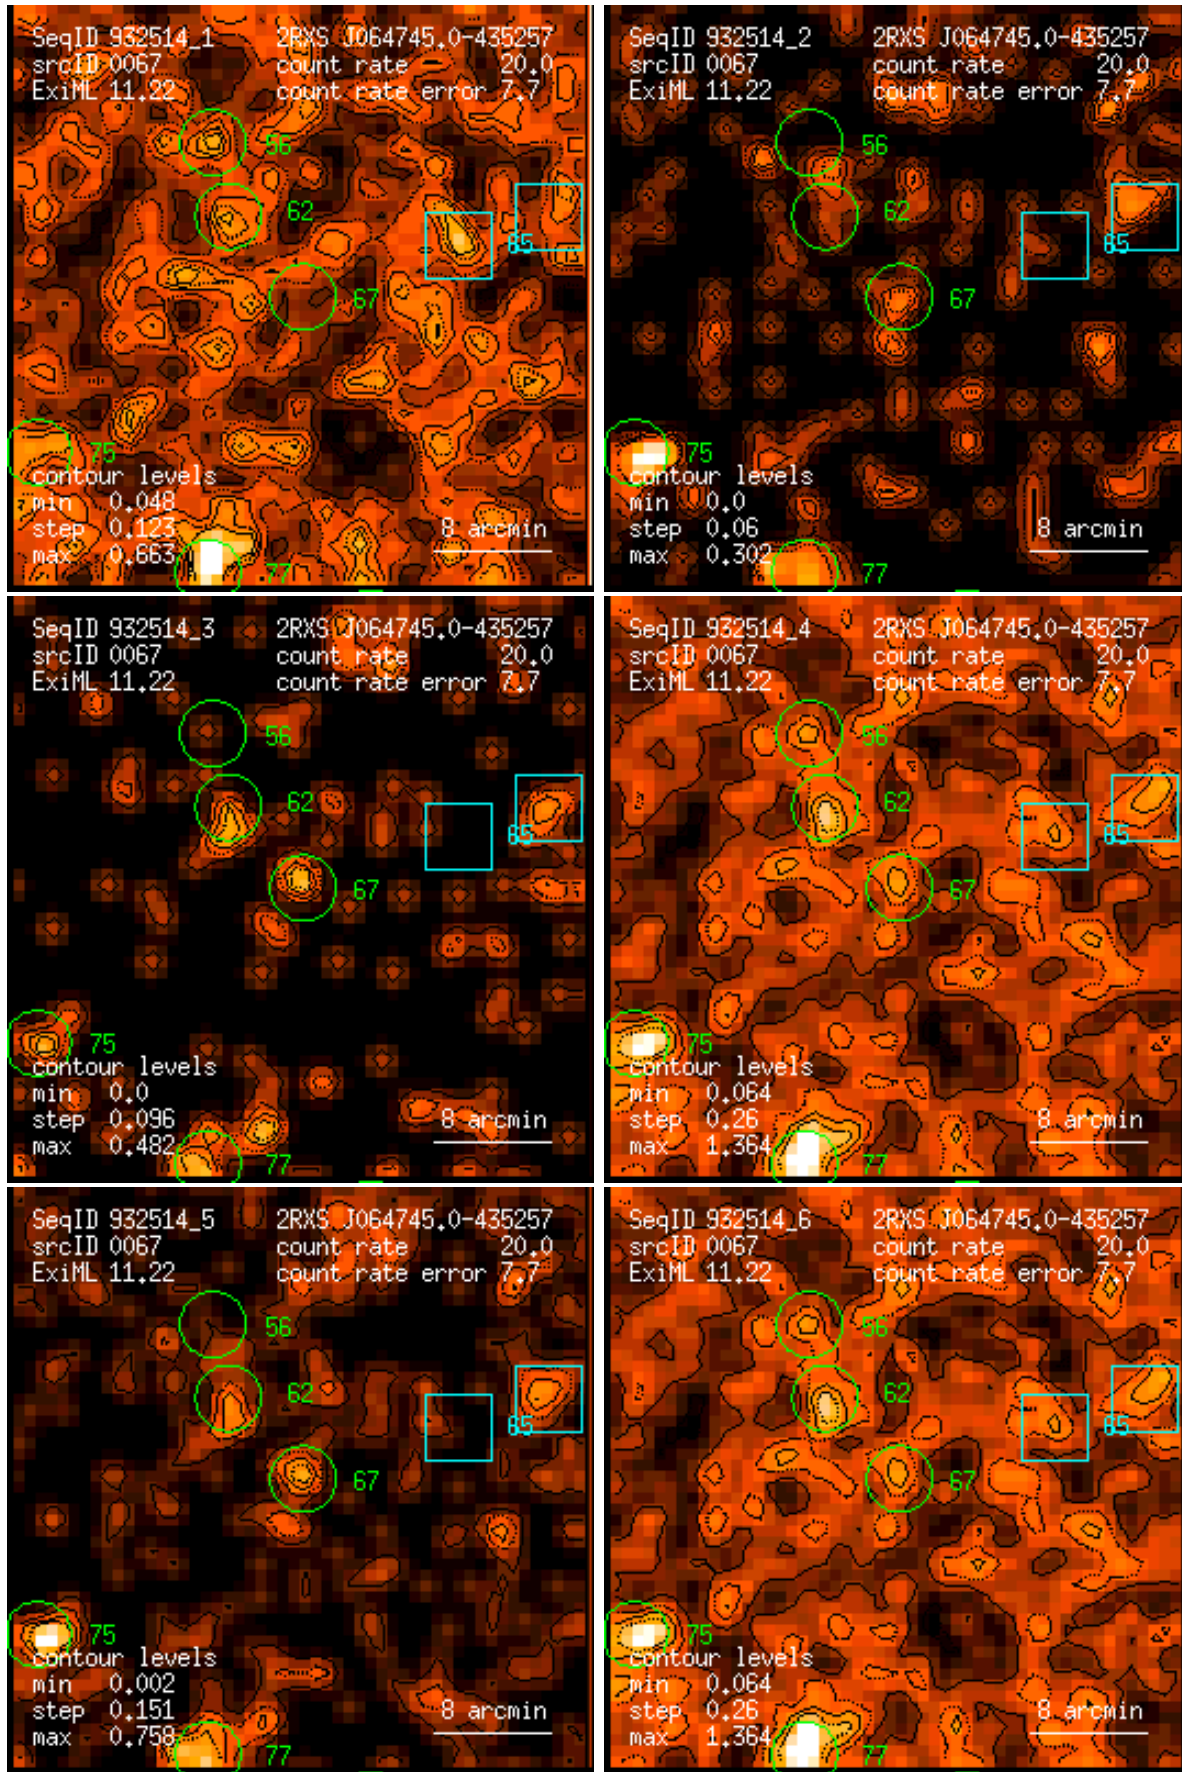 SeqID 932514_1 2RXS J064745.0-435257
srcID 0067 count rate 20.0
ExiML 11.22 count rate error 7.7
56
62
65
67
75
contour levels
min 0.048
step 0.123
max 0.663
8 arcmin
77
SeqID 932514_2 2RXS J064745.0-435257
srcID 0067 count rate 20.0
ExiML 11.22 count rate error 7.7
56
62
65
67
75
contour levels
min 0.0
step 0.06
max 0.302
8 arcmin
77
SeqID 932514_3 2RXS J064745.0-435257
srcID 0067 count rate 20.0
ExiML 11.22 count rate error 7.7
56
62
65
67
75
contour levels
min 0.0
step 0.096
max 0.482
8 arcmin
77
SeqID 932514_4 2RXS J064745.0-435257
srcID 0067 count rate 20.0
ExiML 11.22 count rate error 7.7
56
62
65
67
75
contour levels
min 0.064
step 0.26
max 1.364
8 arcmin
77
SeqID 932514_5 2RXS J064745.0-435257
srcID 0067 count rate 20.0
ExiML 11.22 count rate error 7.7
56
62
65
67
75
contour levels
min 0.002
step 0.151
max 0.758
8 arcmin
77
SeqID 932514_6 2RXS J064745.0-435257
srcID 0067 count rate 20.0
ExiML 11.22 count rate error 7.7
56
62
65
67
75
contour levels
min 0.064
step 0.26
max 1.364
8 arcmin
77